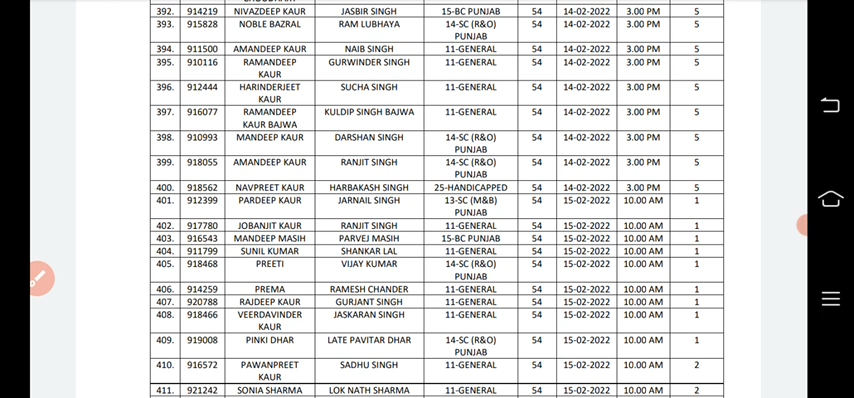 392. 914219 NIVAZDEEP KAUR JASBIR SINGH 15-BC PUNJAB 54 14-02-2022 3.00 PM 5
393. 915828 NOBLE BAZRAL RAM LUBHAYA 14-SC (R&O) 54 14-02-2022 3.00 PM 5
PUNJAB
394. 911500 AMANDEEP KAUR NAIB SINGH 11-GENERAL 54 14-02-2022 3.00 PM 5
395. 910116 RAMANDEEP GURWINDER SINGH 11-GENERAL 54 14-02-2022 3.00 PM 5
KAUR
396. 912444 HARINDERJEET SUCHA SINGH 11-GENERAL 54 14-02-2022 3.00 PM 5
KAUR
397. 916077 RAMANDEEP KULDIP SINGH BAJWA 11-GENERAL 54 14-02-2022 3.00 PM 5
KAUR BAJWA
398. 910993 MANDEEP KAUR DARSHAN SINGH 14-SC (R&O) 54 14-02-2022 3.00 PM 5
PUNJAB
399. 918055 AMANDEEP KAUR RANJIT SINGH 14-SC (R&O) 54 14-02-2022 3.00 PM 5
PUNJAB
400. 918562 NAVPREET KAUR HARBAKASH SINGH 25-HANDICAPPED 54 14-02-2022 3.00 PM 5
401. 912399 PARDEEP KAUR JARNAIL SINGH 13-SC (M&B) 54 15-02-2022 10.00 AM 1
PUNJAB
402. 917780 JOBANJIT KAUR RANJIT SINGH 11-GENERAL 54 15-02-2022 10.00 AM 1
403. 916543 MANDEEP MASIH PARVEJ MASIH 15-BC PUNJAB 54 15-02-2022 10.00 AM 1
404. 911799 SUNIL KUMAR SHANKAR LAL 11-GENERAL 54 15-02-2022 10.00 AM 1
405. 918468 PREETI VIJAY KUMAR 14-SC (R&O) 54 15-02-2022 10.00 AM 1
PUNJAB
406. 914259 PREMA RAMESH CHANDER 11-GENERAL 54 15-02-2022 10.00 AM 1
407. 920788 RAJDEEP KAUR GURJANT SINGH 11-GENERAL 54 15-02-2022 10.00 AM 1
408. 918466 VEERDAVINDER JASKARAN SINGH 11-GENERAL 54 15-02-2022 10.00 AM 1
KAUR
409. 919008 PINKI DHAR LATE PAVITAR DHAR 14-SC (R&O) 54 15-02-2022 10.00 AM 1
PUNJAB
410. 916572 PAWANPREET SADHU SINGH 11-GENERAL 54 15-02-2022 10.00 AM 2
KAUR
411. 921242 SONIA SHARMA LOK NATH SHARMA 11-GENERAL 54 15-02-2022 10.00 AM 2